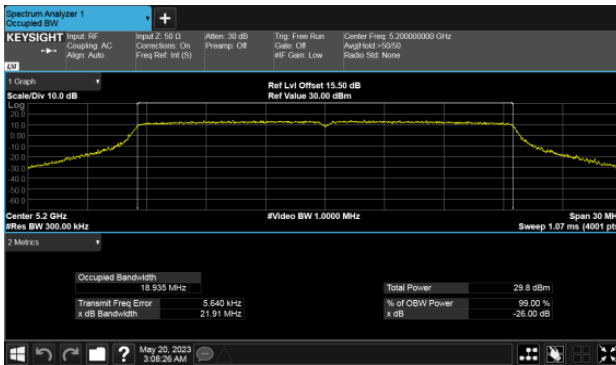 Spectrum Analyzer 1
Occupied BW
KEYSIGHT
Input: RF
Coupling: AC
Align: Auto
Input Z: 50 Ω
Corrections: On
Freq Ref: Int (S)
Atten: 30 dB
Preamp: Off
Trig: Free Run
Gate: Off
#IF Gain: Low
Center Freq: 5.200000000 GHz
Avg|Hold:>50/50
Radio Std: None
LXI
1 Graph
Scale/Div 10.0 dB
Ref Lvl Offset 15.50 dB
Ref Value 30.00 dBm
Log
20.0
10.0
0.00
-10.0
-20.0
-30.0
-40.0
-50.0
-60.0
Center 5.2 GHz
#Res BW 300.00 kHz
#Video BW 1.0000 MHz
Span 30 MH
Sweep 1.07 ms (4001 pts
2 Metrics
Occupied Bandwidth
18.935 MHz
Total Power 29.8 dBm
Transmit Freq Error 5.640 kHz
% of OBW Power 99.00 %
x dB Bandwidth 21.91 MHz
x dB -26.00 dB
May 20, 2023
3:08:26 AM